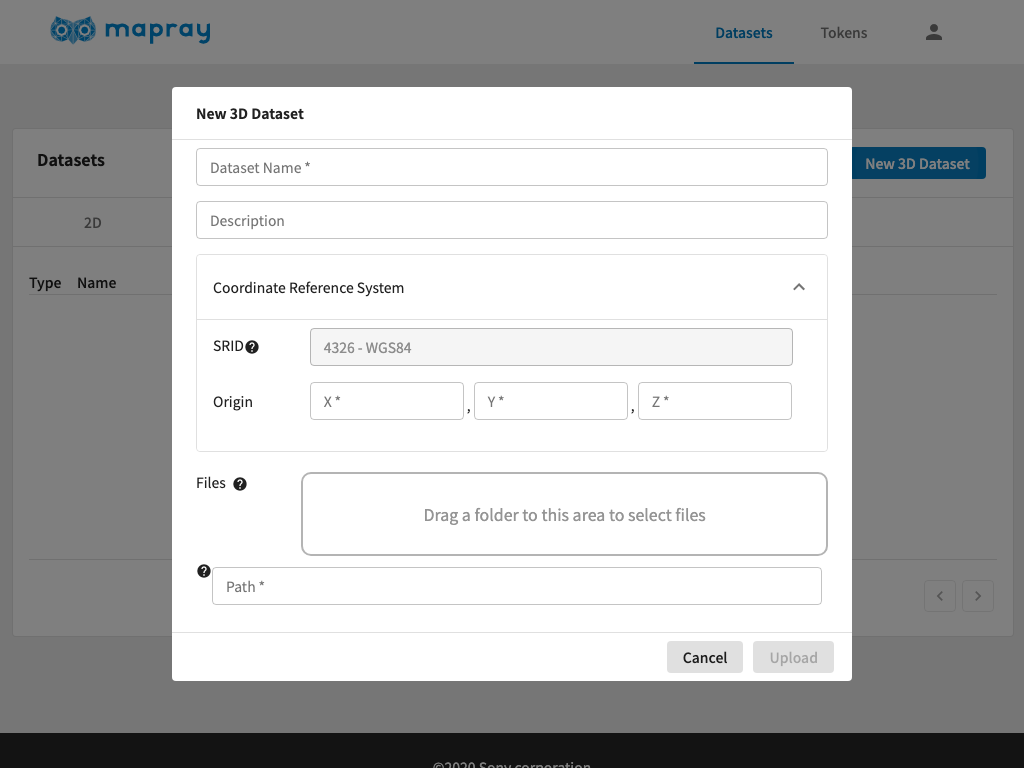 mapray
Datasets
Tokens
New 3D Dataset
Datasets
New 3D Dataset
Dataset Name *
Description
2D
Type Name
Coordinate Reference System
SRID
4326 - WGS84
Origin
X *
,
Y *
,
Z *
Files
Drag a folder to this area to select files
Path *
Cancel
Upload
©2020 Sony corporation